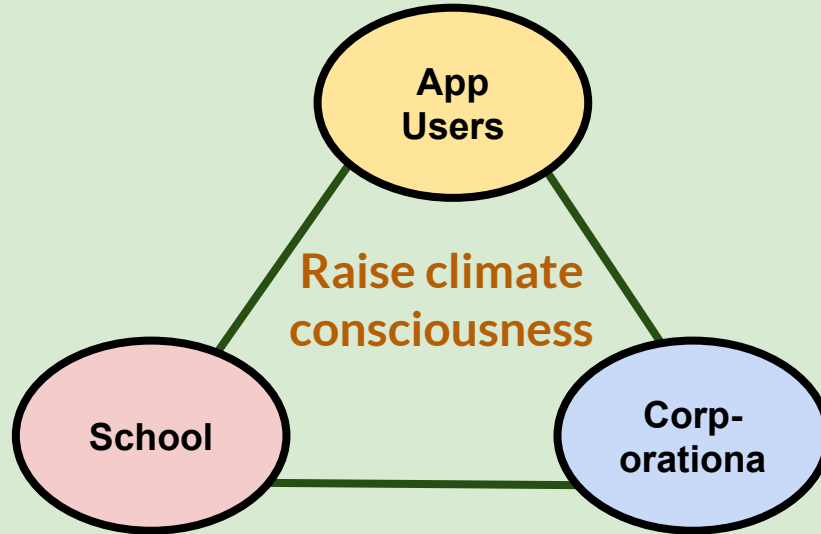 App
Users
Raise climate
consciousness
School
Corp-
orationa